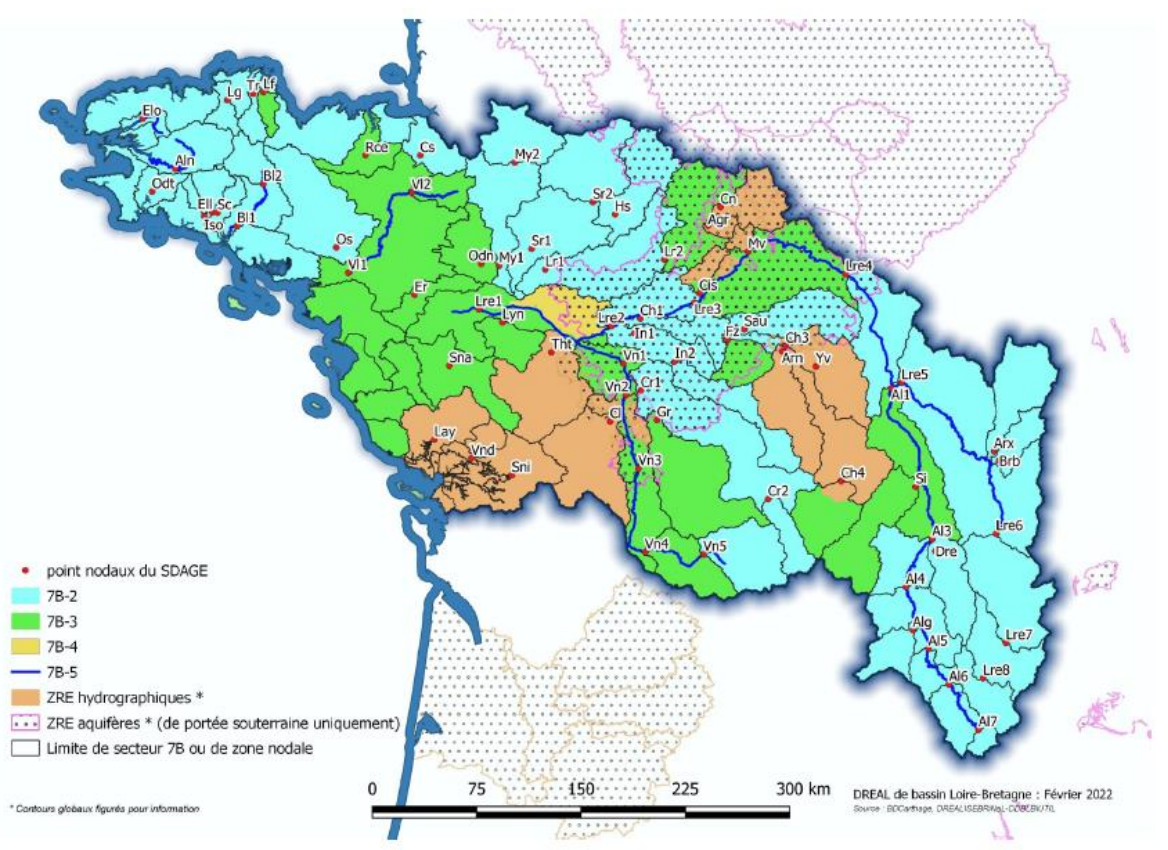 Tr Lf
Lg
Elo
Rce
Cs
My2
Aln
Bl2
Vl2
Odt
Sr2
Cn
Ell Sc
Hs
Agr
Iso
Bl1
Os
Sr1
Mv
Vl1
Odn
My1
Lr1
Lr2
Lre4
Er
Cis
Lre1
Lre3
Lyn
Lre2
Ch1
Sau
In1
Fz
Ch3
Tht
Arn
Yv
Sna
Vn1
In2
Lre5
Vn2
Cr1
Al1
Cl
Gr
Lay
Arx
Vnd
Vn3
Brb
Sni
Ch4
Si
Cr2
Lre6
Al3
Vn4
Vn5
Dre
Al4
Alg
Al5
Lre7
Al6
Lre8
Al7
point nodaux du SDAGE
7B-2
7B-3
7B-4
7B-5
ZRE hydrographiques *
ZRE aquifères * (de portée souterraine uniquement)
Limite de secteur 7B ou de zone nodale
0 75 150 225 300 km
* Contours globaux figurés pour information
DREAL de bassin Loire-Bretagne : Février 2022